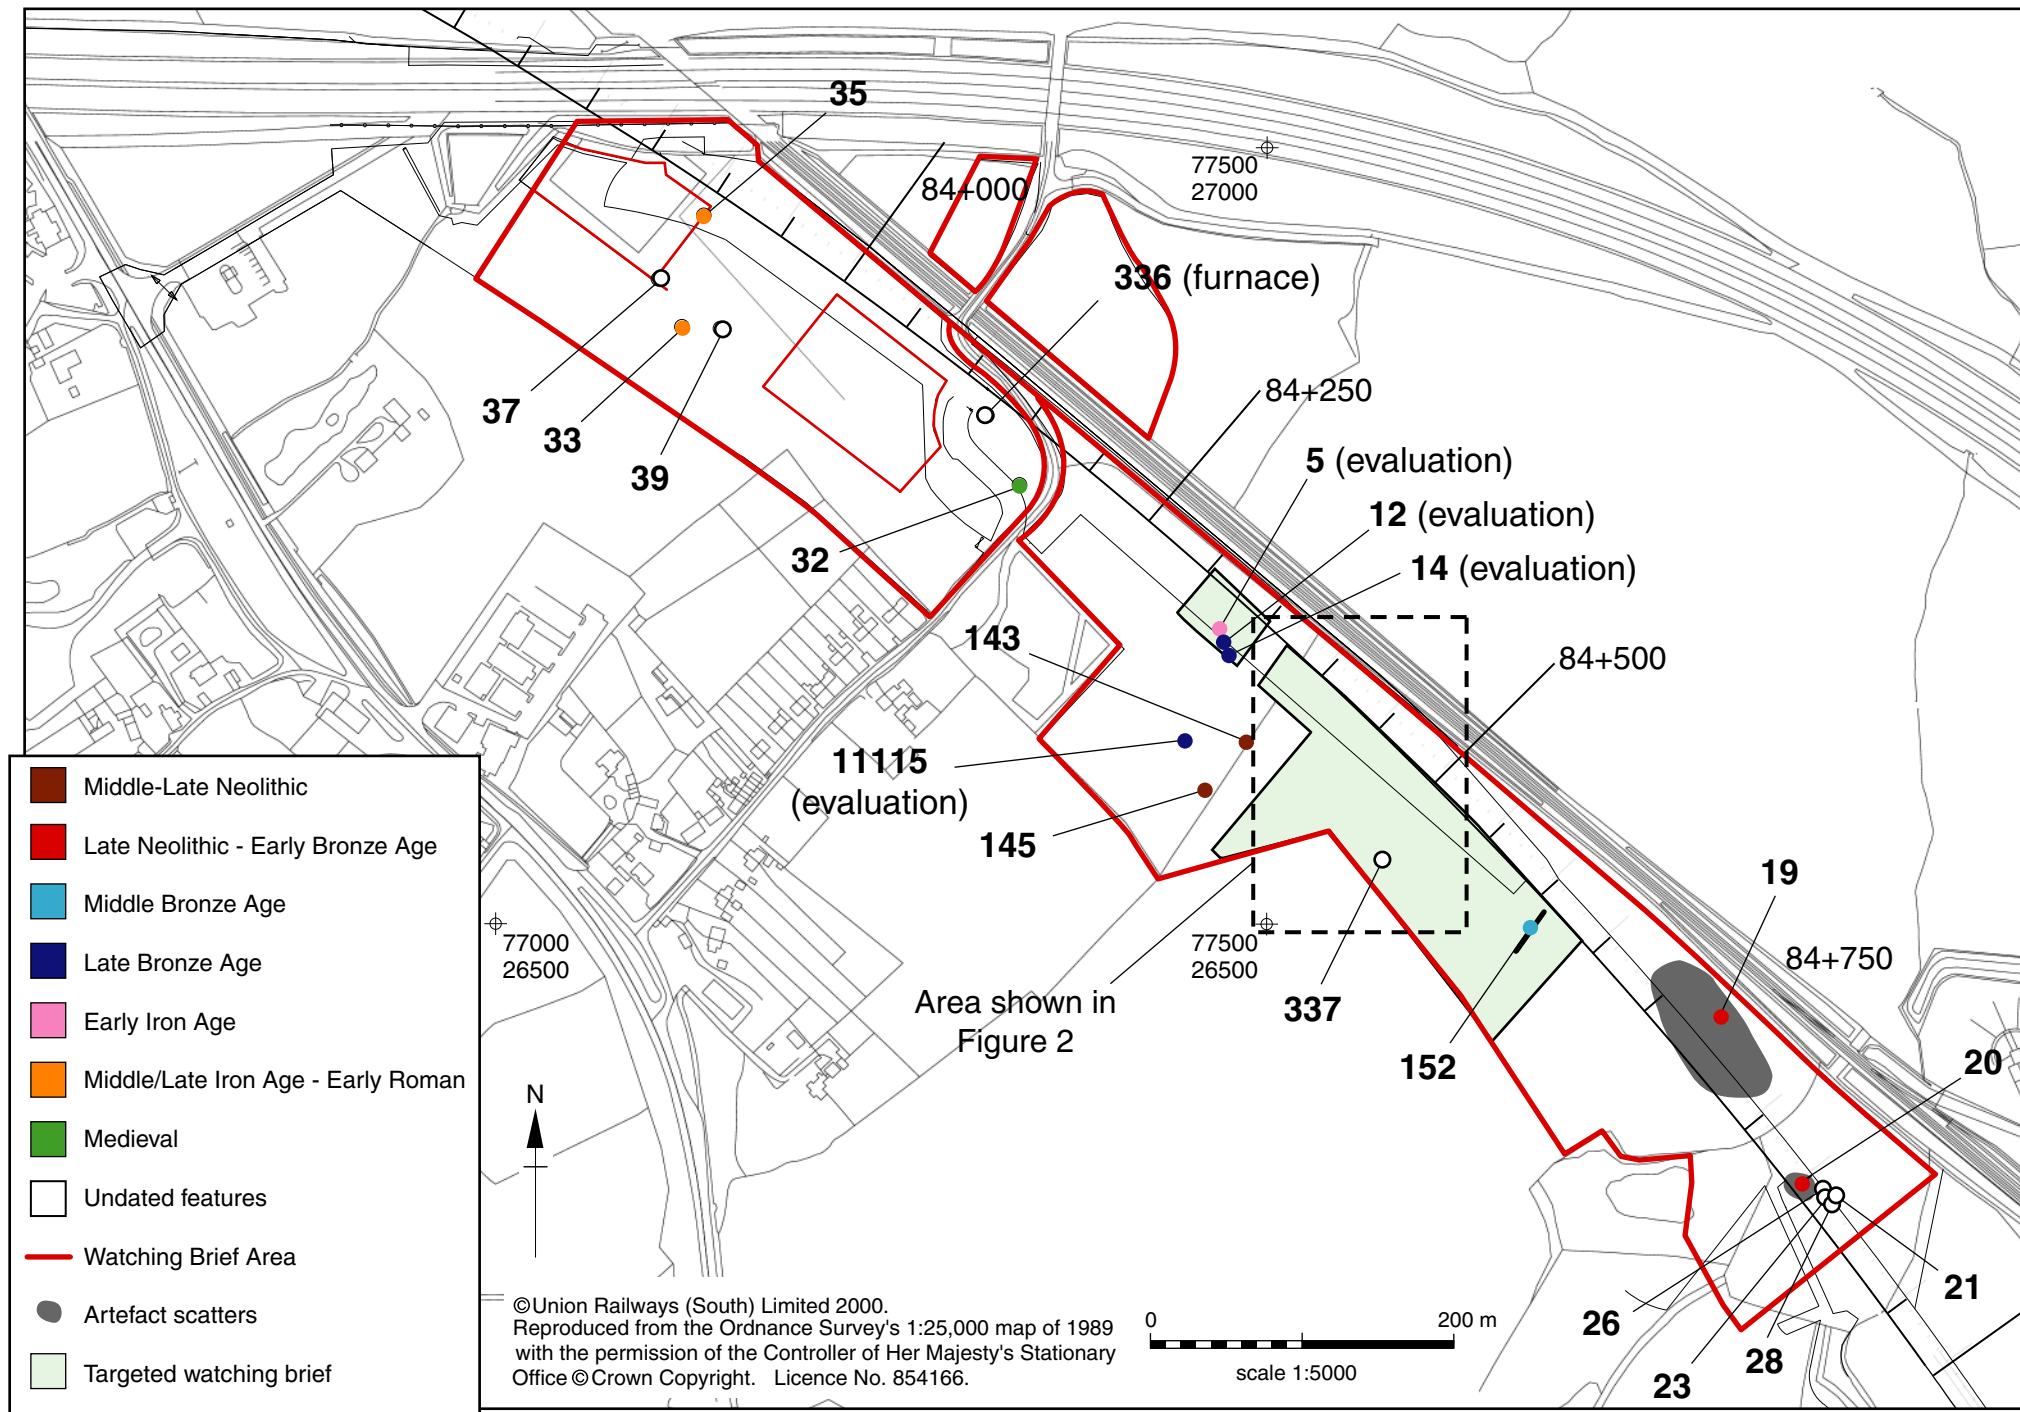 35
77500
27000
84+000
336 (furnace)
84+250
37
33
39
5 (evaluation)
12 (evaluation)
14 (evaluation)
32
143
84+500
11115
(evaluation)
145
19
77000
26500
77500
26500
84+750
Area shown in
Figure 2
337
152
20
N
21
26
28
23
Middle-Late Neolithic
Late Neolithic - Early Bronze Age
Middle Bronze Age
Late Bronze Age
Early Iron Age
Middle/Late Iron Age - Early Roman
Medieval
Undated features
Watching Brief Area
Artefact scatters
Targeted watching brief
©Union Railways (South) Limited 2000.
Reproduced from the Ordnance Survey's 1:25,000 map of 1989
with the permission of the Controller of Her Majesty's Stationary
Office © Crown Copyright. Licence No. 854166.
0 200 m
scale 1:5000